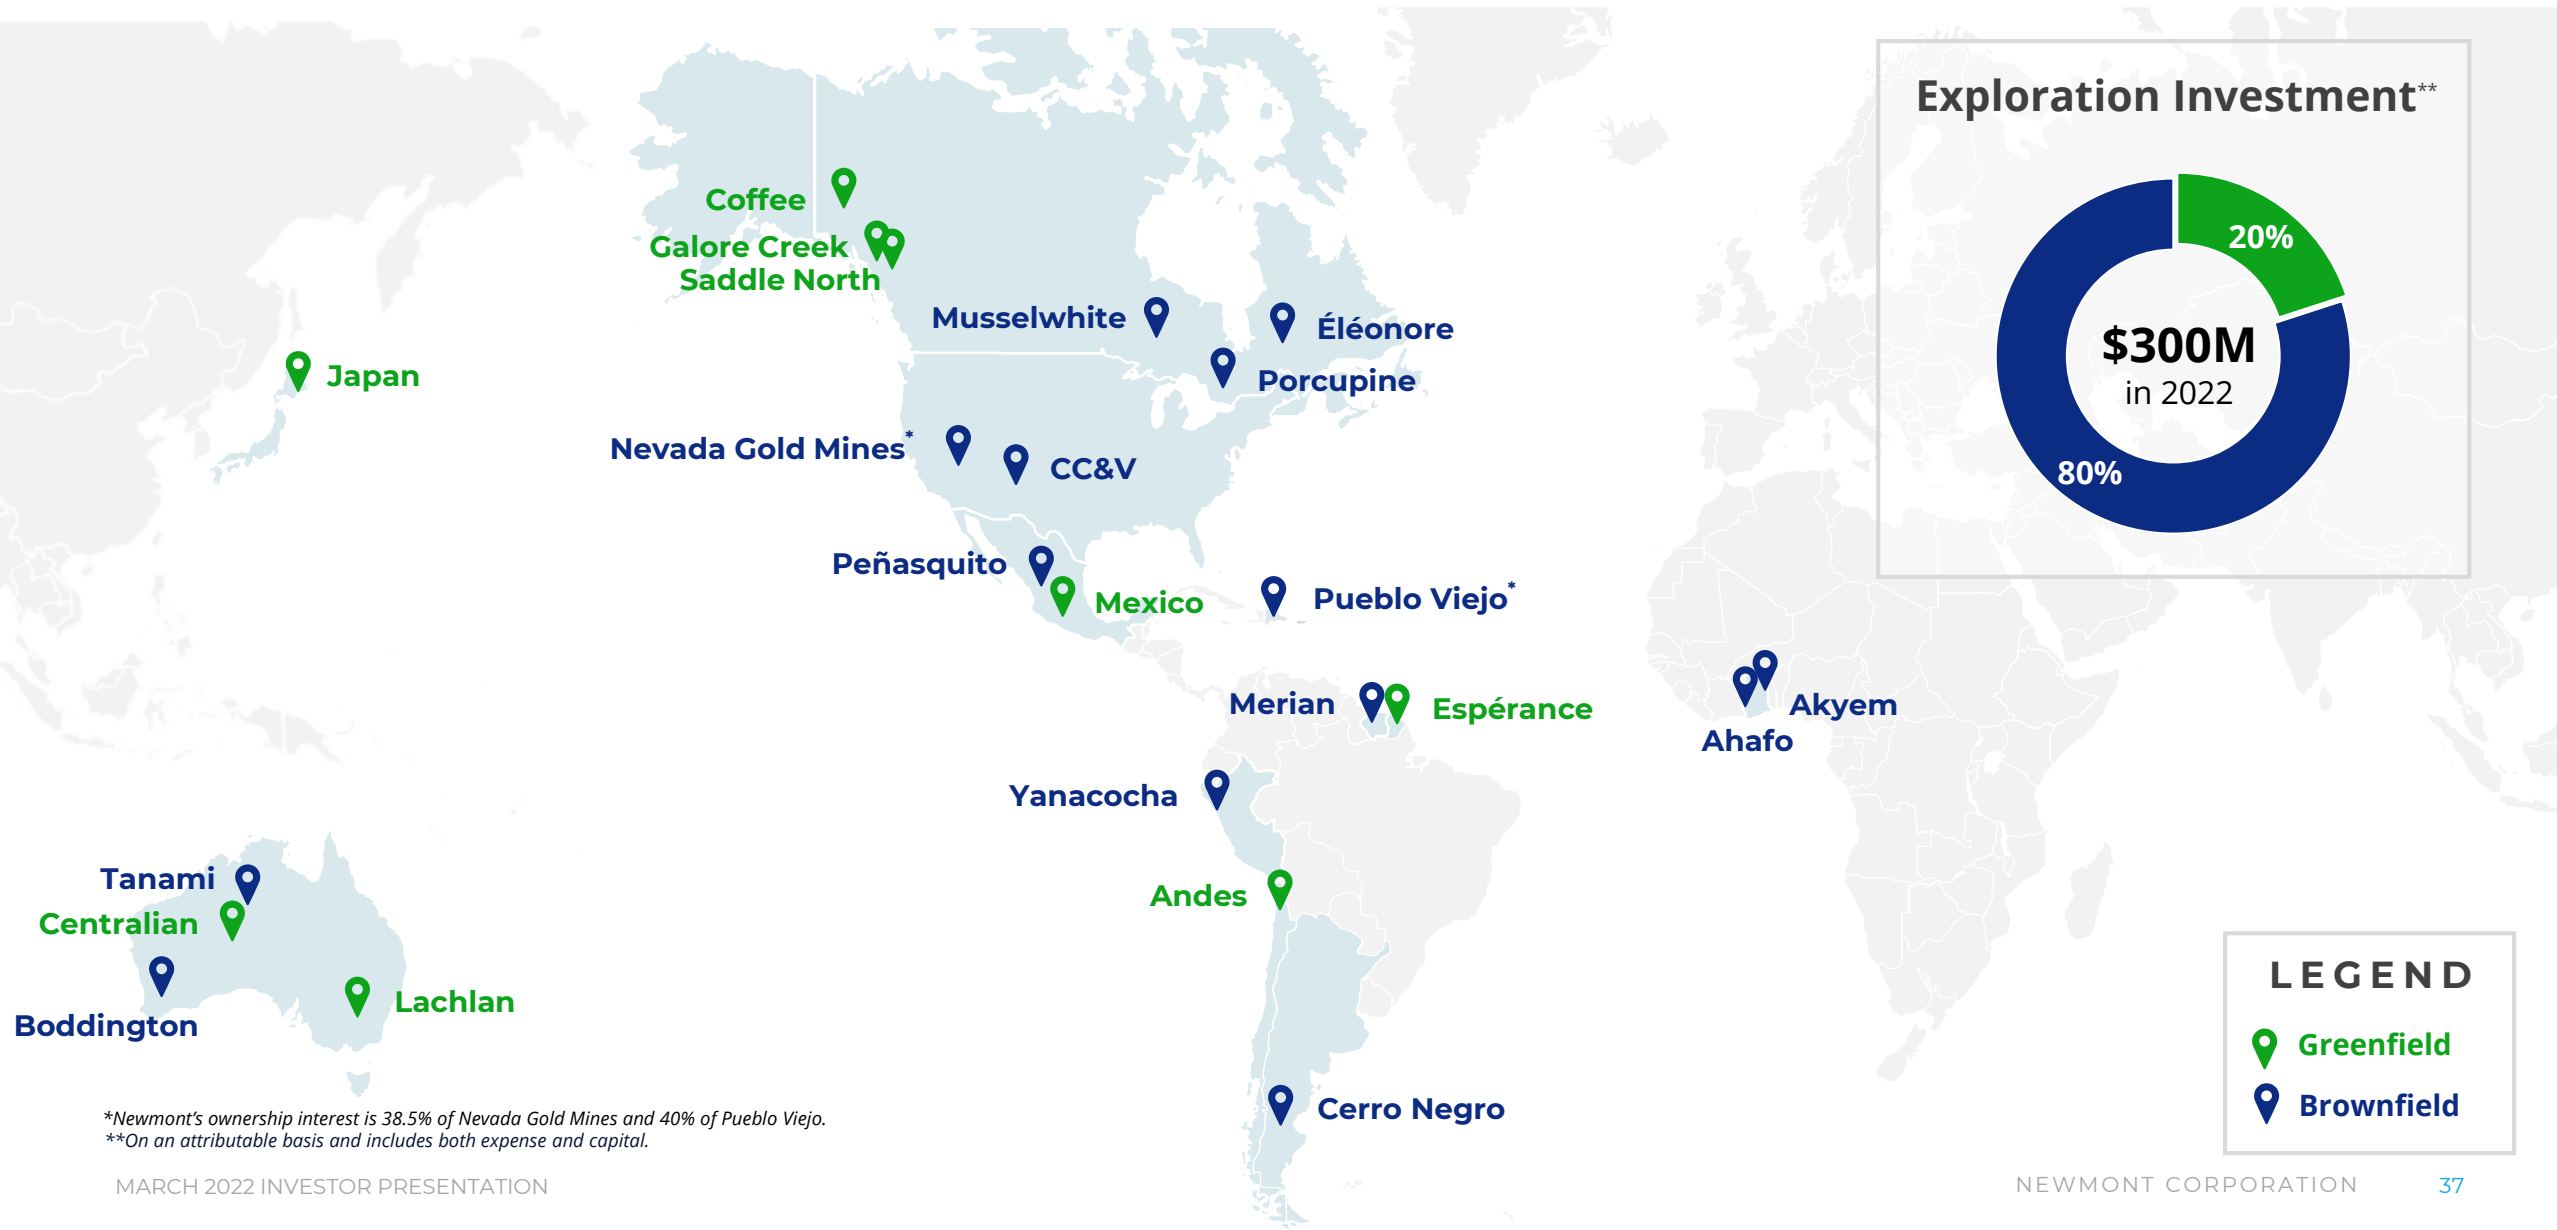 Exploration Investment**
20%
$300M
in 2022
80%
Coffee
Galore Creek
Saddle North
Musselwhite
Éléonore
Porcupine
Japan
Nevada Gold Mines*
CC&V
Peñasquito
Mexico
Pueblo Viejo*
Merian
Espérance
Akyem
Ahafo
Yanacocha
Andes
Tanami
Centralian
Boddington
Lachlan
Cerro Negro
LEGEND
Greenfield
Brownfield
*Newmont's ownership interest is 38.5% of Nevada Gold Mines and 40% of Pueblo Viejo.
**On an attributable basis and includes both expense and capital.
MARCH 2022 INVESTOR PRESENTATION
NEWMONT CORPORATION 37